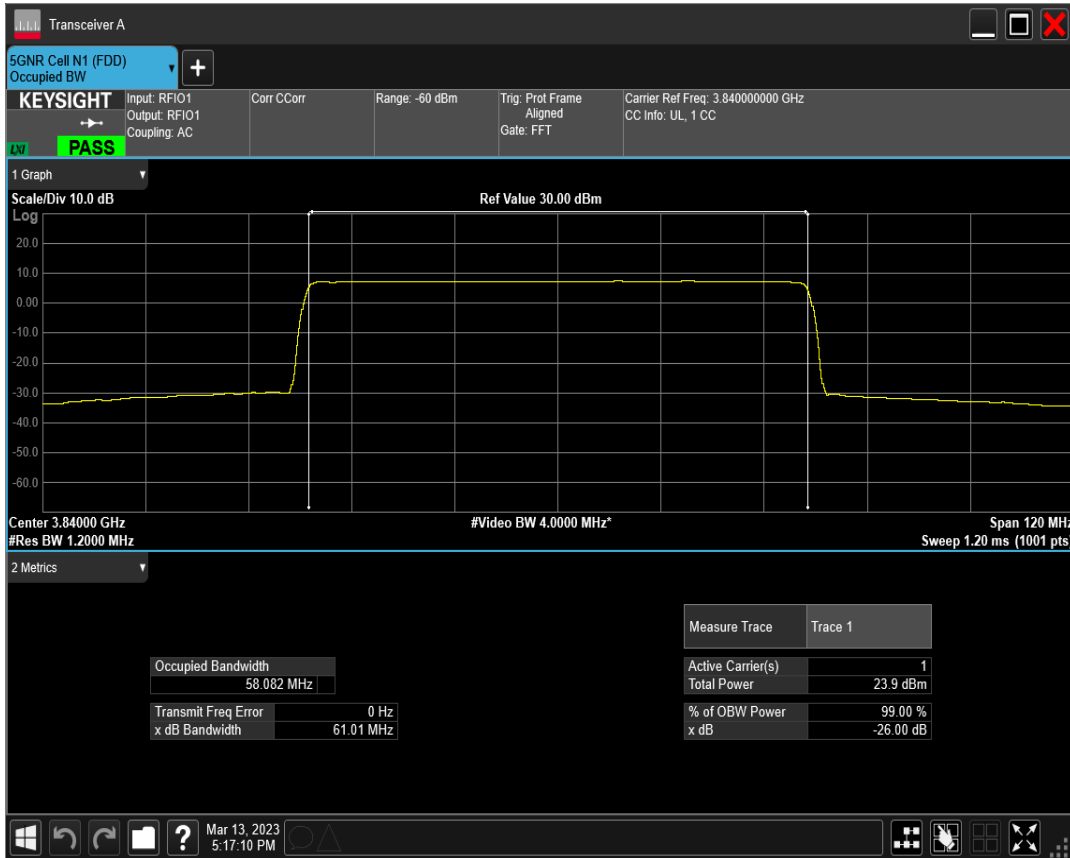 Transceiver A
5GNR Cell N1 (FDD)
Occupied BW
+
KEYSIGHT
LXI
PASS
Input: RFIO1
Output: RFIO1
Coupling: AC
Corr CCorr
Range: -60 dBm
Trig: Prot Frame
Aligned
Gate: FFT
Carrier Ref Freq: 3.840000000 GHz
CC Info: UL, 1 CC
1 Graph
Scale/Div 10.0 dB
Ref Value 30.00 dBm
Log
20.0
10.0
0.00
-10.0
-20.0
-30.0
-40.0
-50.0
-60.0
Center 3.84000 GHz
#Video BW 4.0000 MHz*
Span 120 MHz
#Res BW 1.2000 MHz
Sweep 1.20 ms (1001 pts)
2 Metrics
Measure Trace Trace 1
Occupied Bandwidth
58.082 MHz
Active Carrier(s) 1
Total Power 23.9 dBm
Transmit Freq Error 0 Hz
x dB Bandwidth 61.01 MHz
% of OBW Power 99.00 %
x dB -26.00 dB
?
Mar 13, 2023
5:17:10 PM